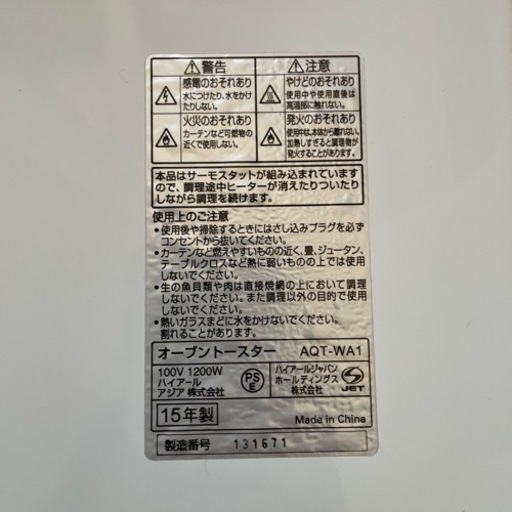 警告
感電のおそれあり
水につけたり、水をかけ
たりしない。
火災のおそれあり
カーテンなど可燃物の
近くで使用しない。
注意
やけどのおそれあり
使用中や使用直後は
高温部に触れない。
発火のおそれあり
使用中は、本体から離れない。
加熱しすぎると調理物が
発火することがあります。
本品はサーモスタットが組み込まれています
ので、調理途中ヒーターが消えたりついたり
しながら調理を続けます。
使用上のご注意
•使用後や掃除するときにはさし込みプラグを必ず
コンセントから抜いてください。
•カーテンなど燃えやすいものの近く、畳、ジュータン、
テーブルクロスなど熱に弱いものの上では使用
しないでください。
•生の魚貝類や肉は直接焼網の上において調理
しないでください。また調理以外の目的で使用
しないでください。
•熱いガラスまどに水をかけないでください。
割れることがあります。
オーブントースター AQT-WA1
100V 1200W
ハイアール
アジア 株式会社
PS
E
ハイアールジャパン
ホールディングス
株式会社
JET
15年製
Made in China
製造番号 131671